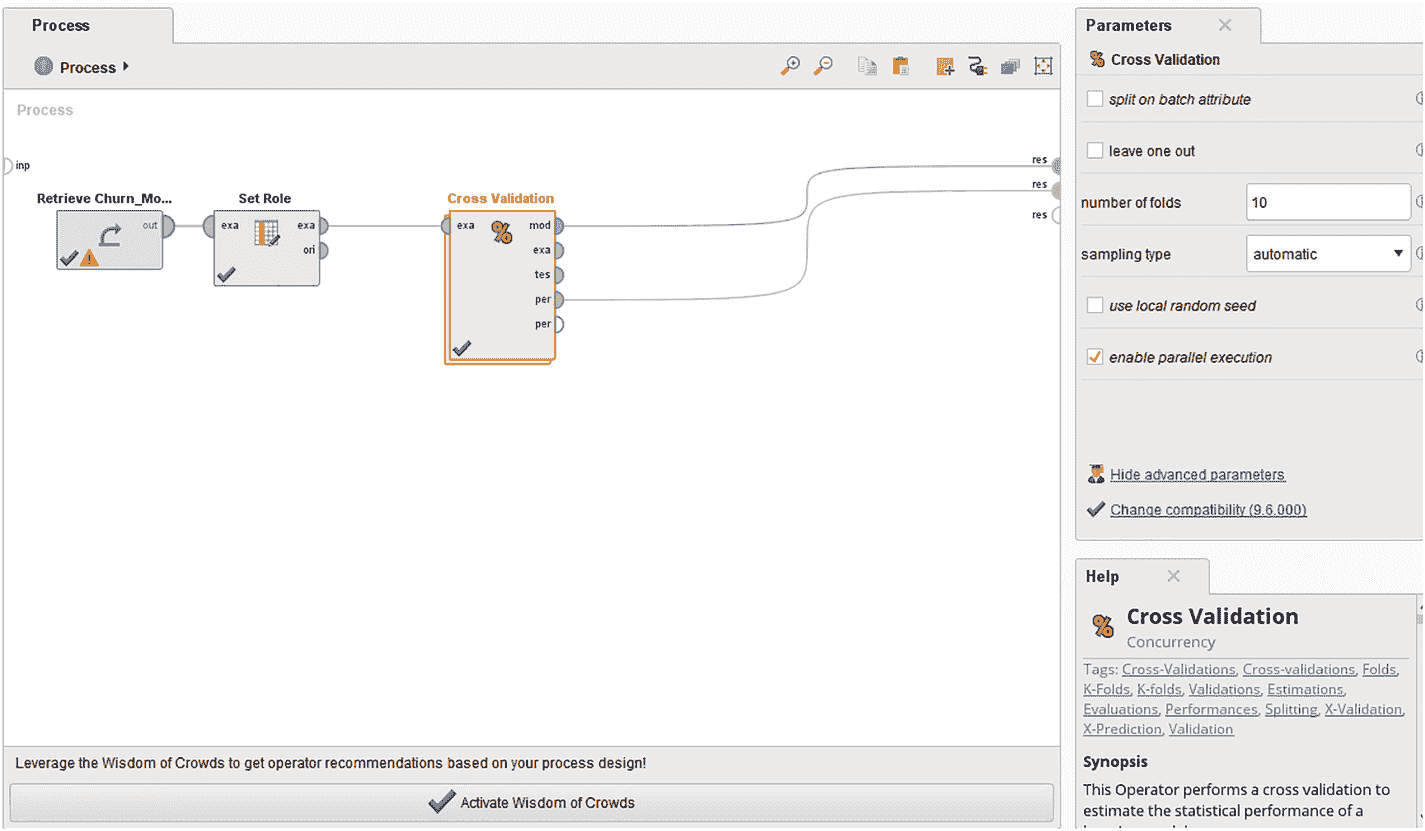 Process
Process
Process
inp
res
res
res
Retrieve Churn_Mo...
Set Role
Cross Validation
out
exa
exa
ori
exa
mod
exa
tes
per
per
Leverage the Wisdom of Crowds to get operator recommendations based on your process design!
Activate Wisdom of Crowds
Parameters
Cross Validation
split on batch attribute
leave one out
number of folds
10
sampling type
automatic
use local random seed
enable parallel execution
Hide advanced parameters
Change compatibility (9.6.000)
Help
Cross Validation
Concurrency
Tags: Cross-Validations, Cross-validations, Folds,
K-Folds, K-folds, Validations, Estimations,
Evaluations, Performances, Splitting, X-Validation,
X-Prediction, Validation
Synopsis
This Operator performs a cross validation to
estimate the statistical performance of a